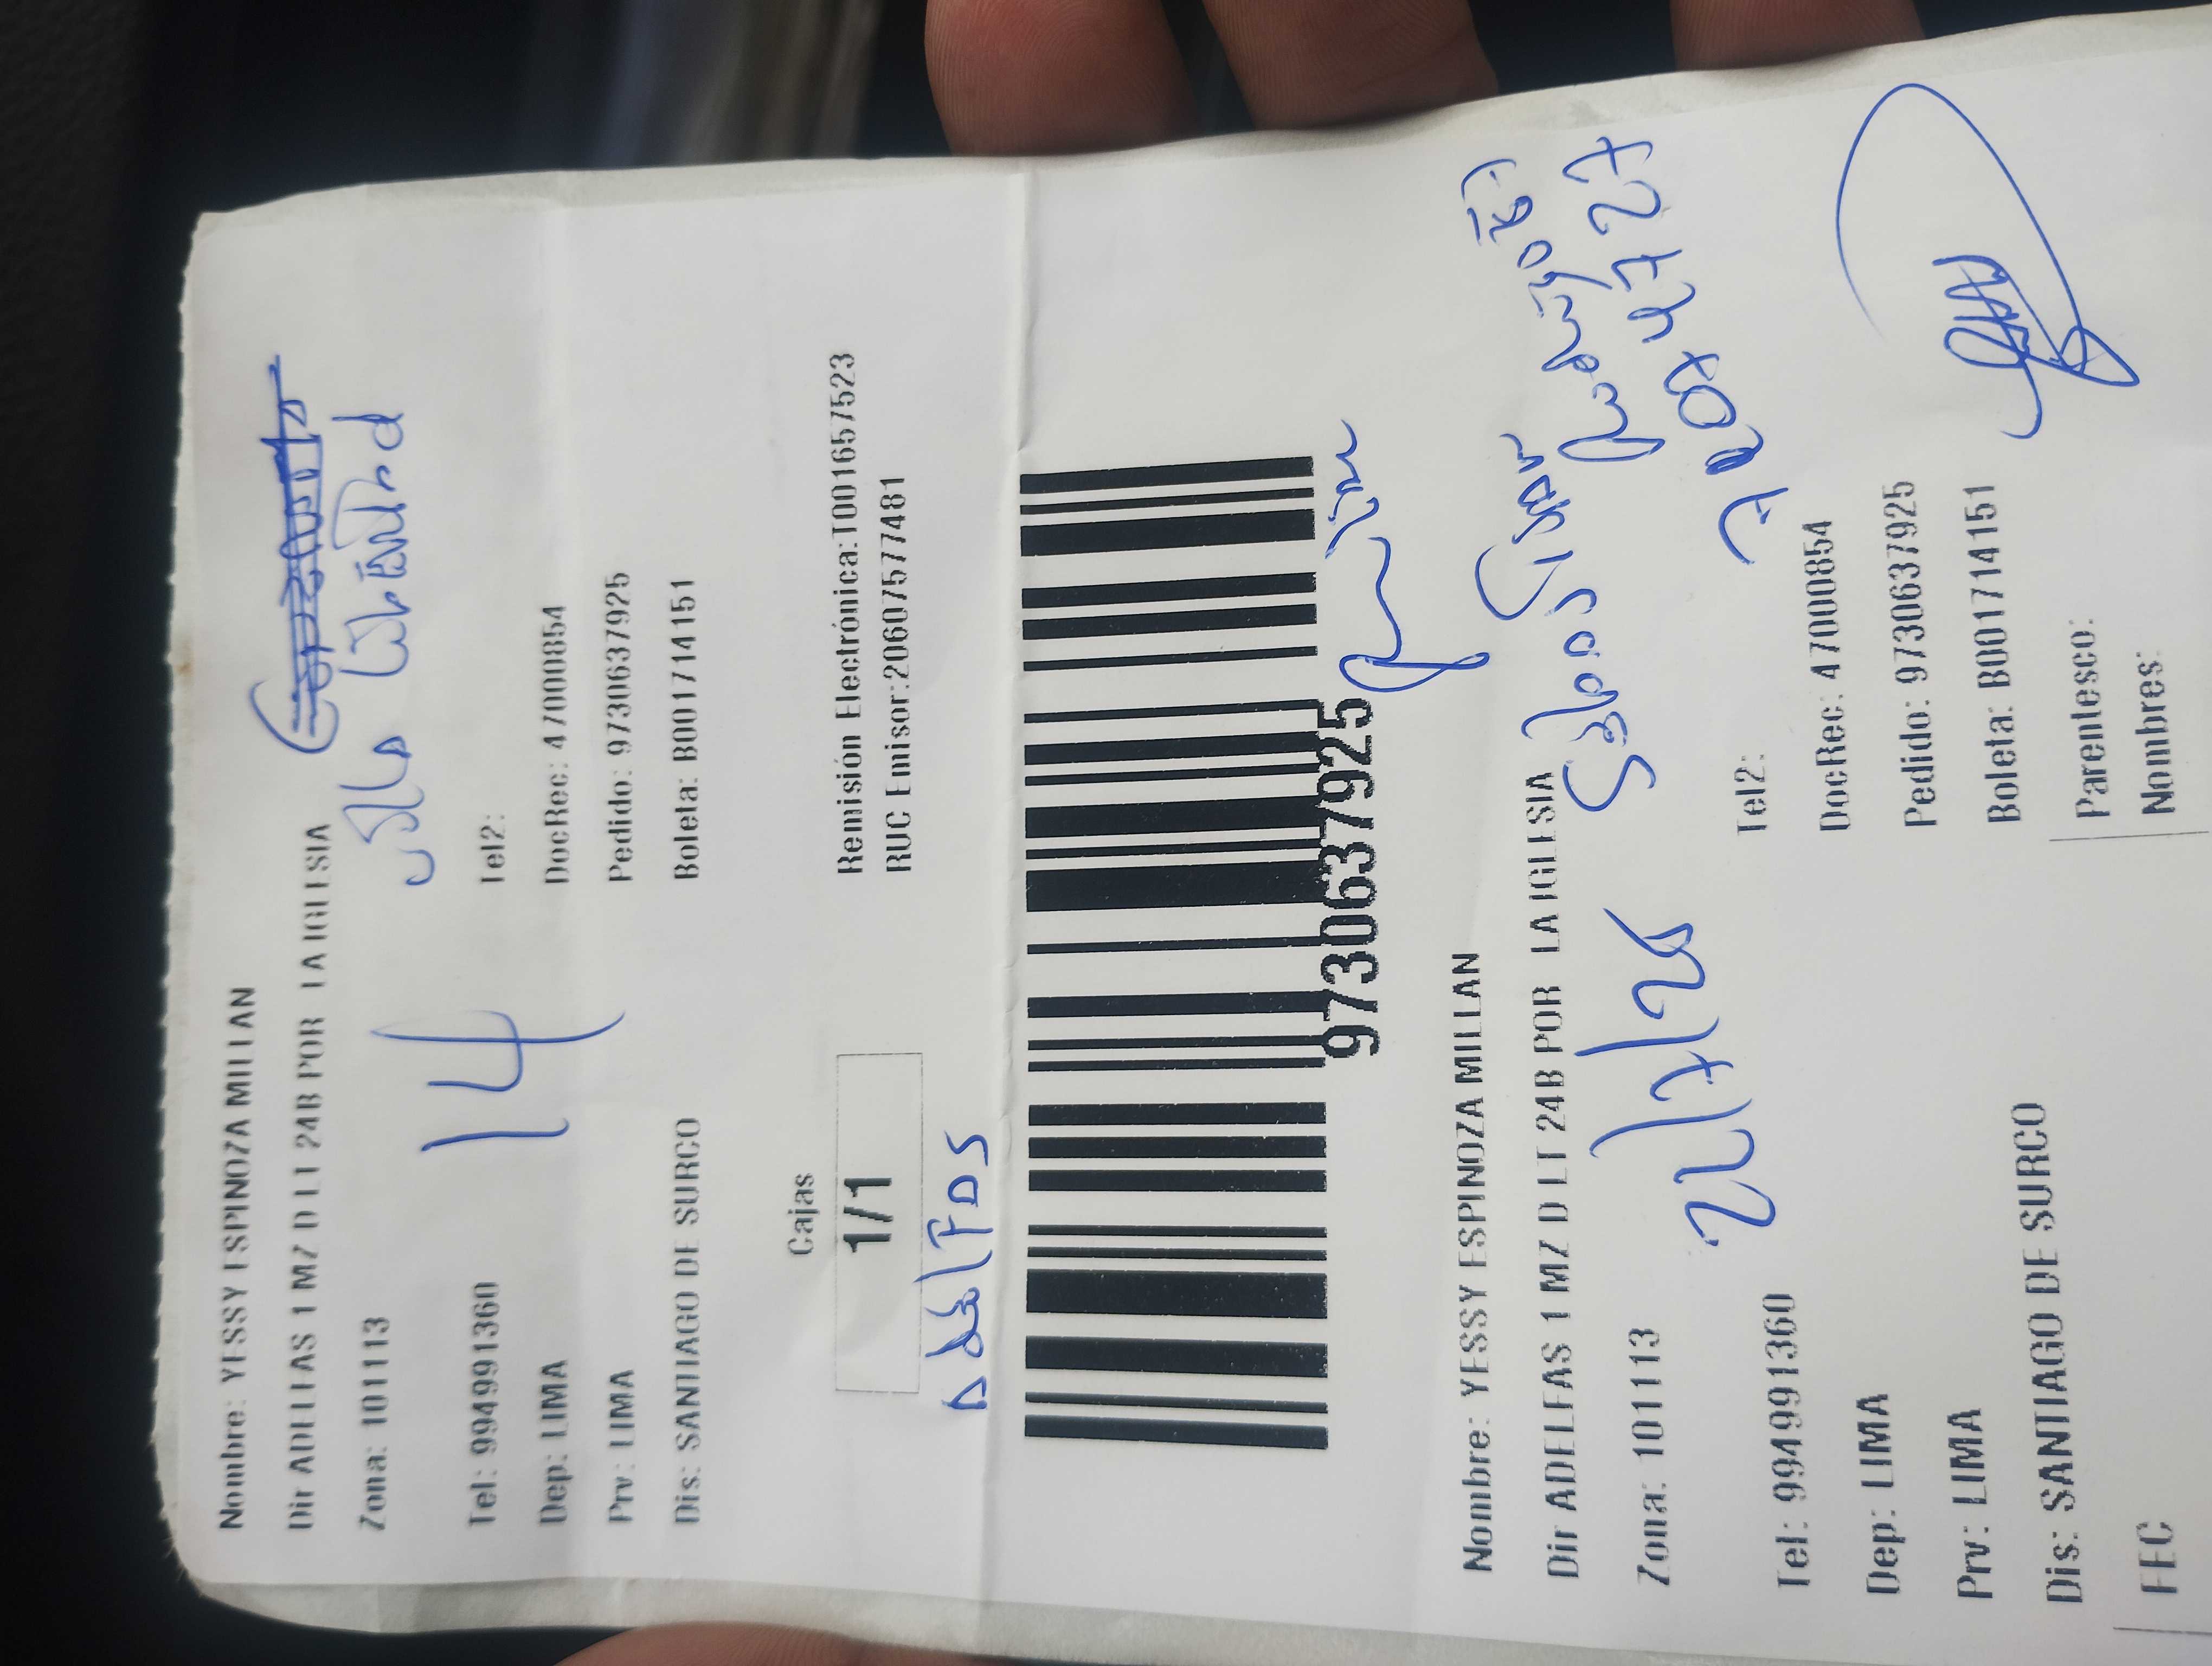 Nombre: YESSY ESPINOZA MILLAN
Dir ADELFAS 1 MZ D LT 24B POR LA IGLESIA
Zona: 101113
14
Tel: 994991360
Tel2:
Dep: LIMA
DocRec: 47000854
Prv: LIMA
Pedido: 9730637925
Dis: SANTIAGO DE SURCO
Boleta: B001714151
Cajas
1/1
Remisión Electrónica:T001657523
RUC Emisor:20607577481
9730637925
Nombre: YESSY ESPINOZA MILLAN
Dir ADELFAS 1 MZ D LT 24B POR LA IGLESIA
Zona: 101113
Tel: 994991360
Tel2:
Dep: LIMA
DocRec: 47000854
Prv: LIMA
Pedido: 9730637925
Dis: SANTIAGO DE SURCO
Boleta: B001714151
FEC
Parentesco:
Nombres: